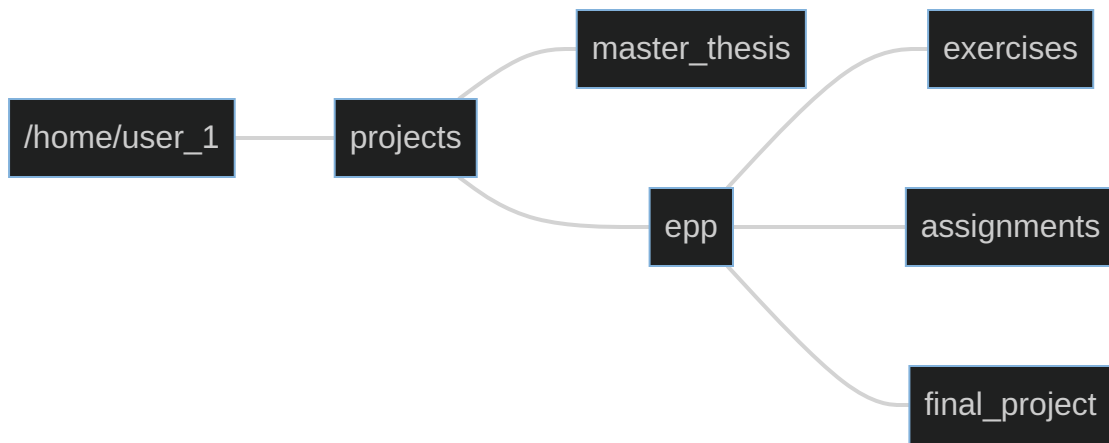 /home/user_1
projects
master_thesis
epp
exercises
assignments
final_project